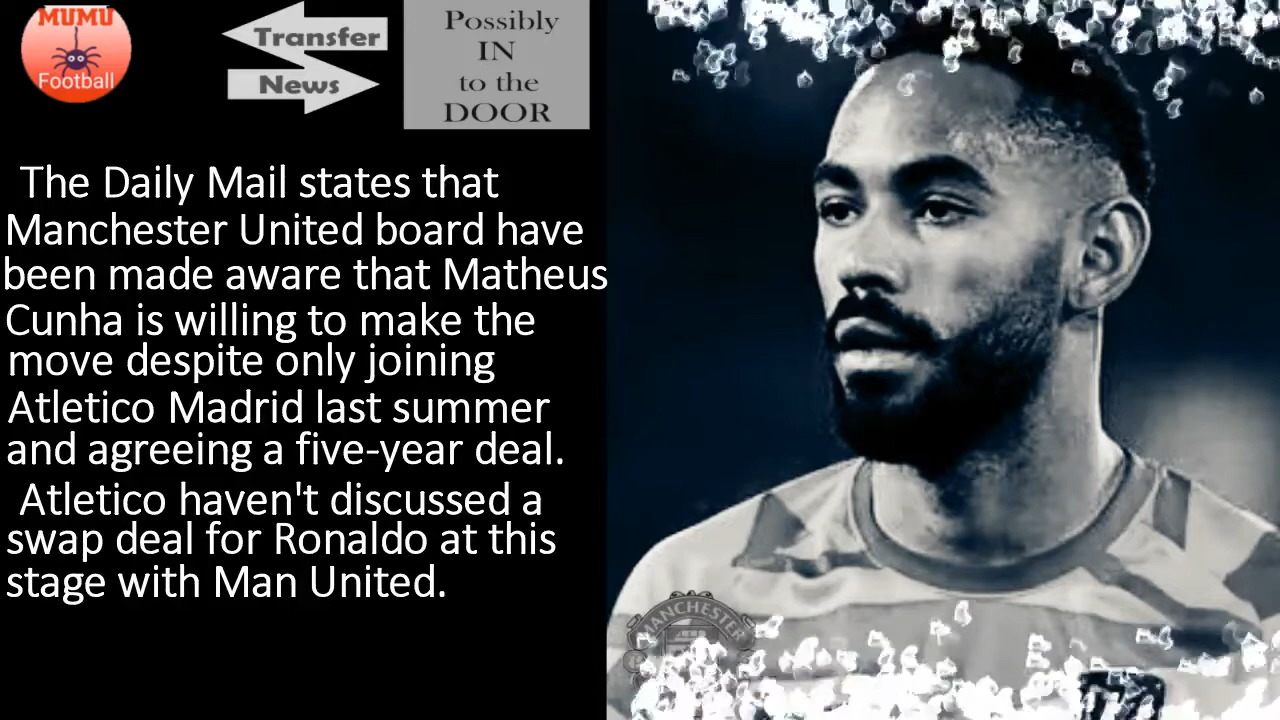 MUMU
Football
Transfer
News
Possibly
IN
to the
DOOR
The Daily Mail states that
Manchester United board have
been made aware that Matheus
Cunha is willing to make the
move despite only joining
Atletico Madrid last summer
and agreeing a five-year deal.
Atletico haven't discussed a
swap deal for Ronaldo at this
stage with Man United.
MANCHESTER